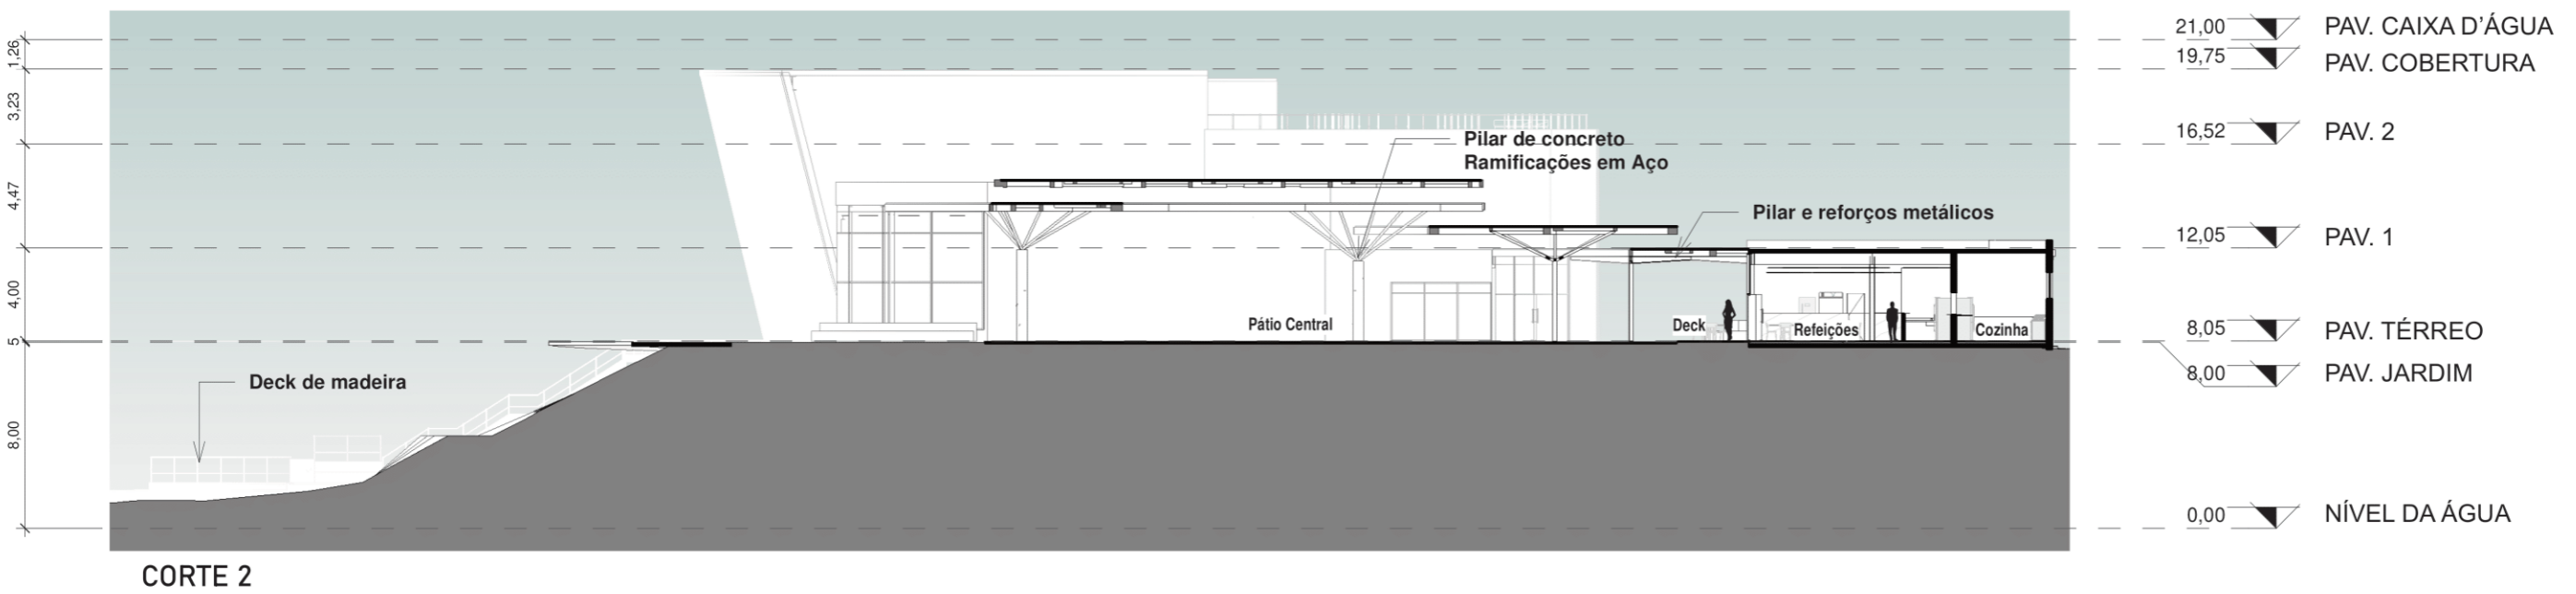 1,26
3,23
4,47
4,00
5
8,00
Pilar de concreto
Ramificações em Aço
Pilar e reforços metálicos
Pátio Central
Deck
Refeições
Cozinha
Deck de madeira
21,00 PAV. CAIXA D’ÁGUA
19,75 PAV. COBERTURA
16,52 PAV. 2
12,05 PAV. 1
8,05 PAV. TÉRREO
8,00 PAV. JARDIM
0,00 NÍVEL DA ÁGUA
CORTE 2